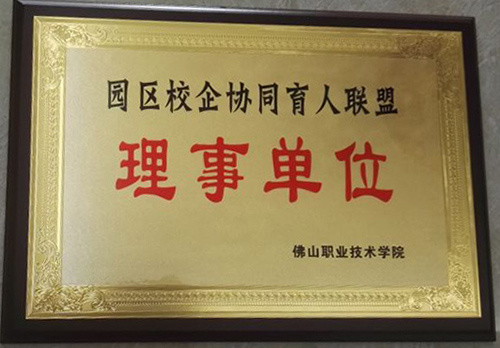 园区校企协同育人联盟
理事单位
佛山职业技术学院